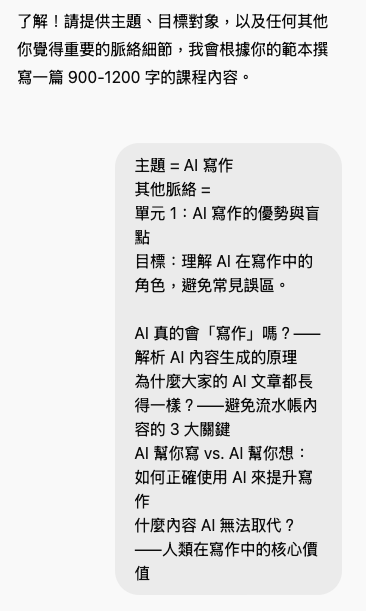 了解！請提供主題、目標對象，以及任何其他
你覺得重要的脈絡細節，我會根據你的範本撰
寫一篇 900-1200 字的課程內容。
主題 = AI 寫作
其他脈絡 =
單元 1：AI 寫作的優勢與盲
點
目標：理解 AI 在寫作中的
角色，避免常見誤區。
AI 真的會「寫作」嗎？——
解析 AI 內容生成的原理
為什麼大家的 AI 文章都長
得一樣？——避免流水帳內
容的 3 大關鍵
AI 幫你寫 vs. AI 幫你想：
如何正確使用 AI 來提升寫
作
什麼內容 AI 無法取代？
——人類在寫作中的核心價
值